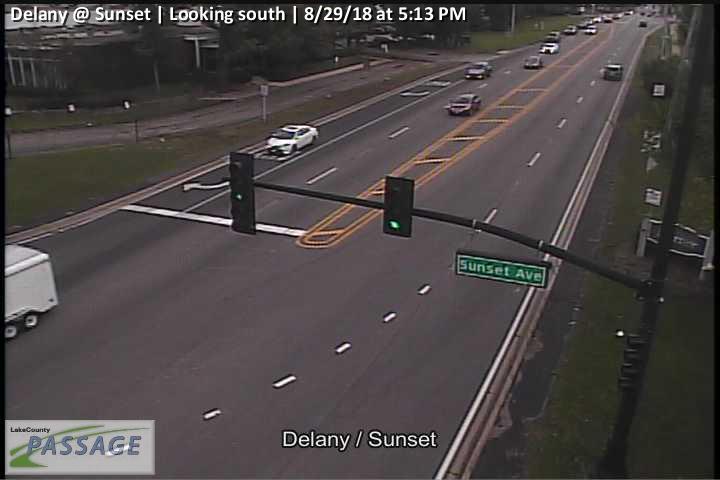 Delany @ Sunset | Looking south | 8/29/18 at 5:13 PM
Sunset Ave
Delany / Sunset
LakeCounty
PASSAGE